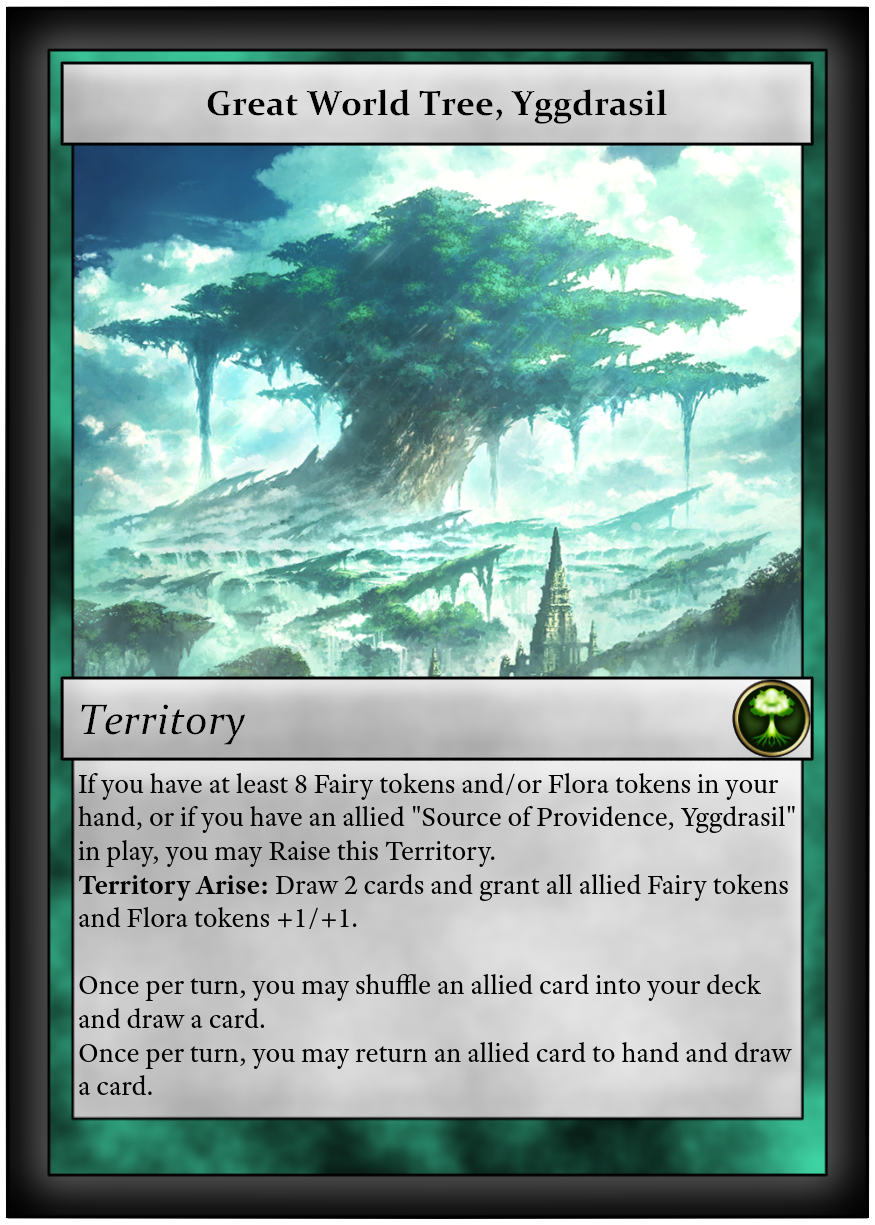 Great World Tree, Yggdrasil
Territory
If you have at least 8 Fairy tokens and/or Flora tokens in your
hand, or if you have an allied "Source of Providence, Yggdrasil"
in play, you may Raise this Territory.
Territory Arise: Draw 2 cards and grant all allied Fairy tokens
and Flora tokens +1/+1.
Once per turn, you may shuffle an allied card into your deck
and draw a card.
Once per turn, you may return an allied card to hand and draw
a card.